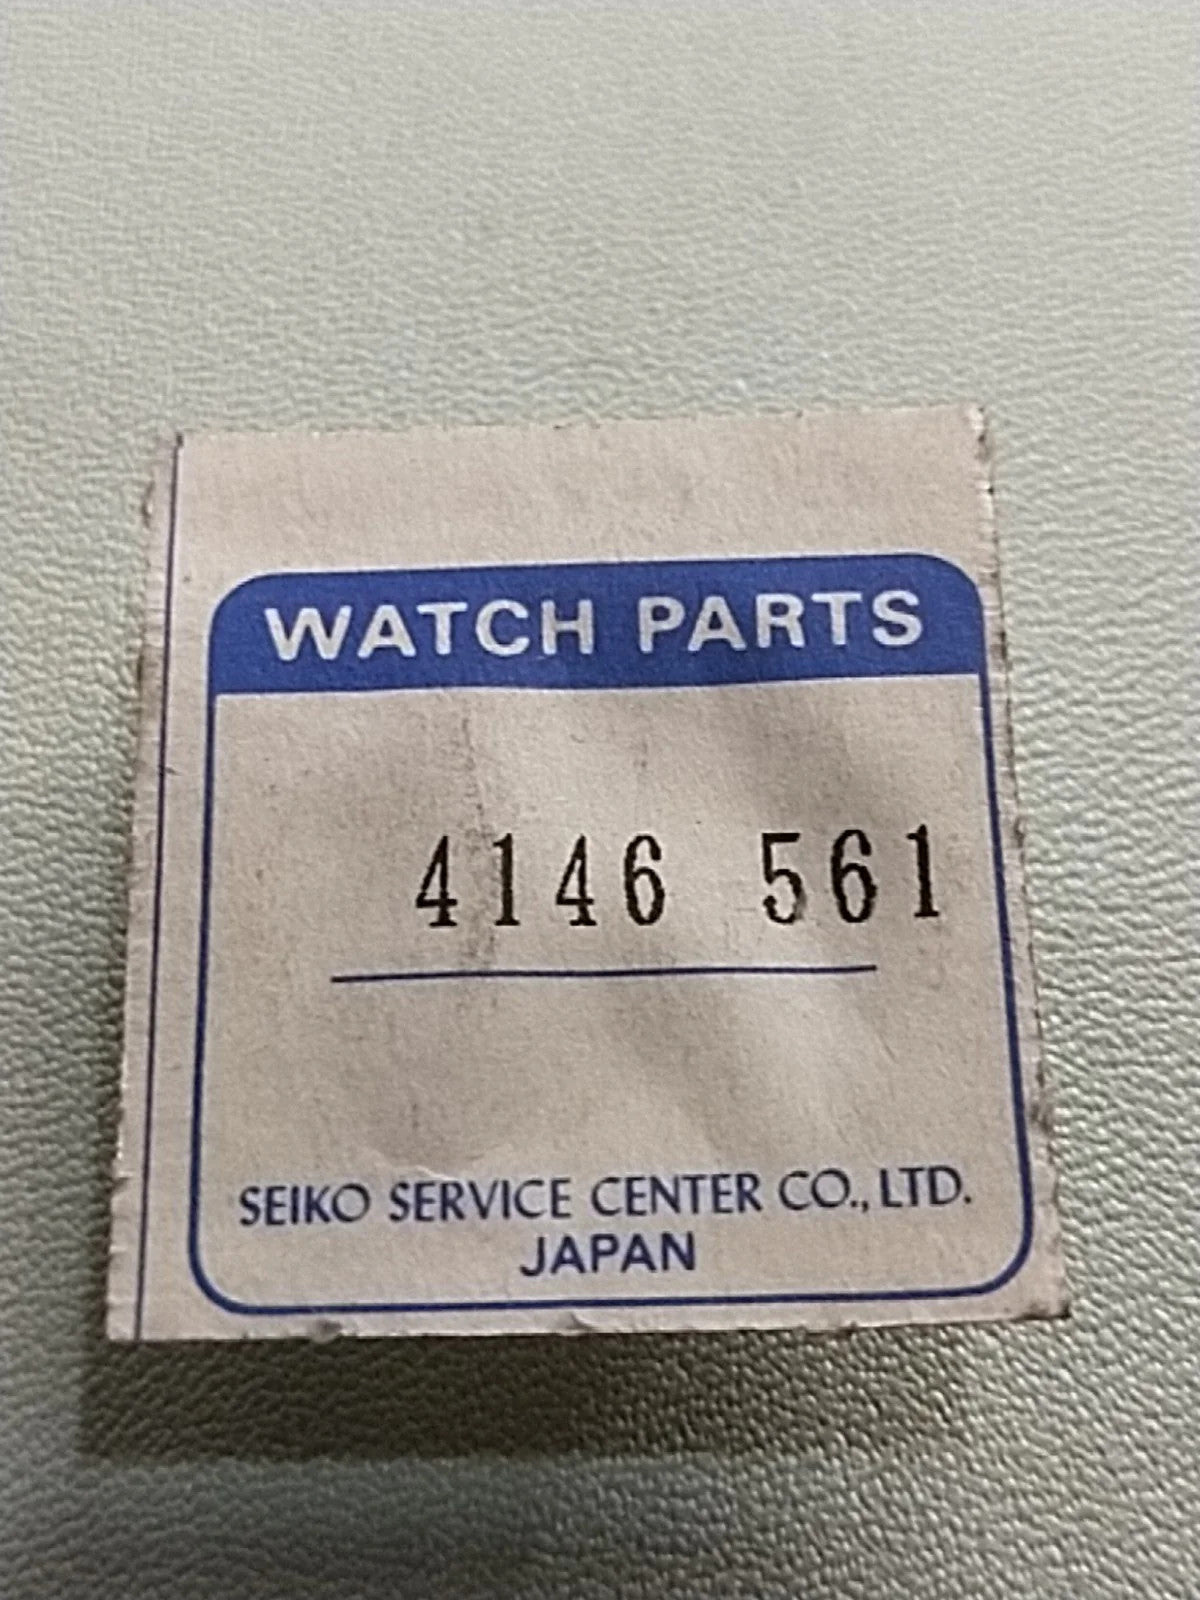 WATCH PARTS
4146 561
SEIKO SERVICE CENTER CO., LTD.
JAPAN